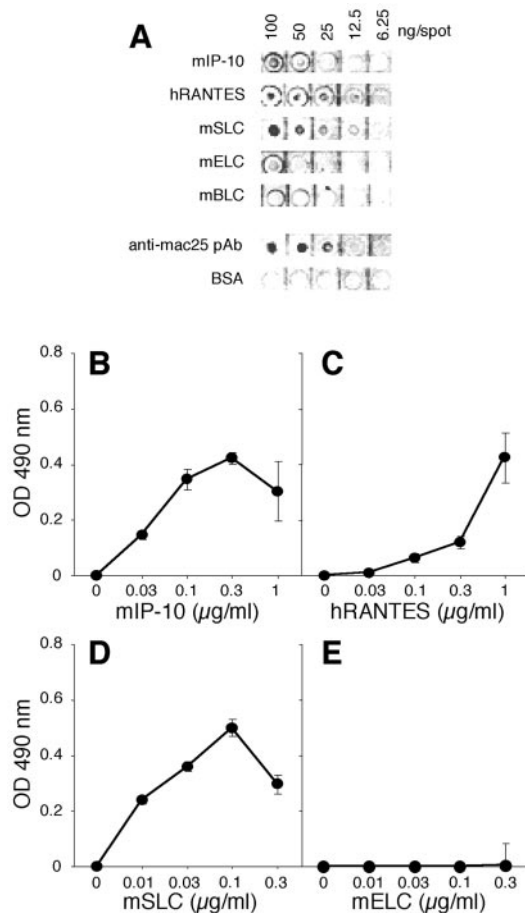 A
100 50 25 12.5 6.25 ng/spot
mIP-10
hRANTES
mSLC
mELC
mBLC
anti-mac25 pAb
BSA
B
OD 490 nm
0.8
0.6
0.4
0.2
0
0 0.03 0.1 0.3 1
mIP-10 (µg/ml)
C
0 0.03 0.1 0.3 1
hRANTES (µg/ml)
D
OD 490 nm
0.8
0.6
0.4
0.2
0
0 0.01 0.03 0.1 0.3
mSLC (µg/ml)
E
0 0.01 0.03 0.1 0.3
mELC (µg/ml)